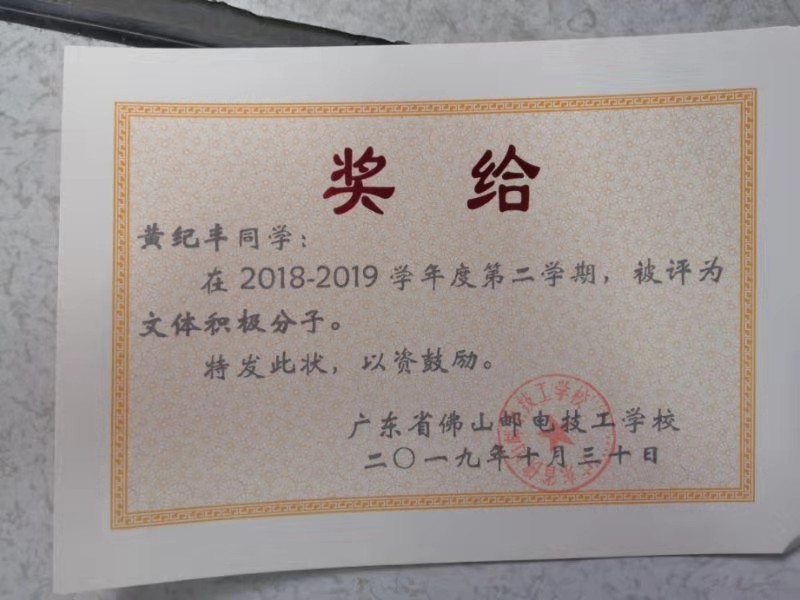 奖 给
黄纪丰同学：
在 2018-2019 学年度第二学期，被评为
文体积极分子。
特发此状，以资鼓励。
广东省佛山邮电技工学校
二〇一九年十月三十日